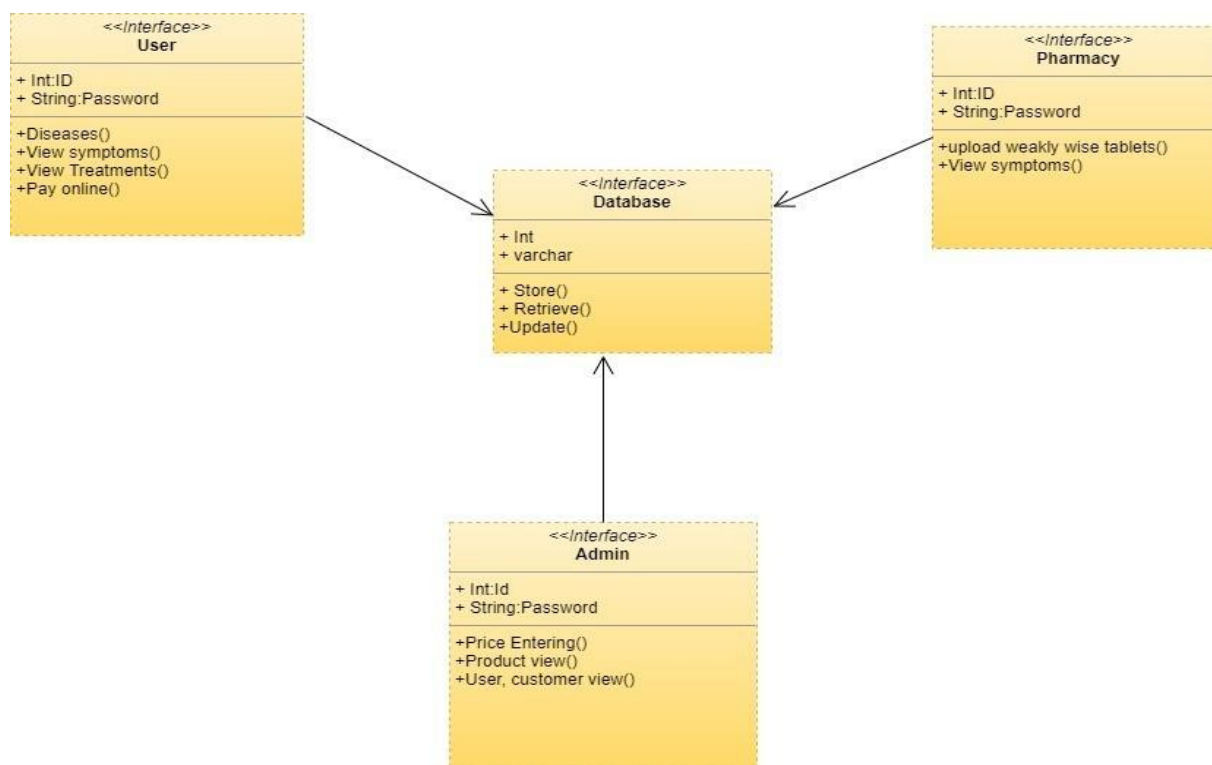 <<Interface>>
User
+ Int:ID
+ String:Password
+Diseases()
+View symptoms()
+View Treatments()
+Pay online()
<<Interface>>
Pharmacy
+ Int:ID
+ String:Password
+upload weakly wise tablets()
+View symptoms()
<<Interface>>
Database
+ Int
+ varchar
+ Store()
+ Retrieve()
+Update()
<<Interface>>
Admin
+ Int:Id
+ String:Password
+Price Entering()
+Product view()
+User, customer view()